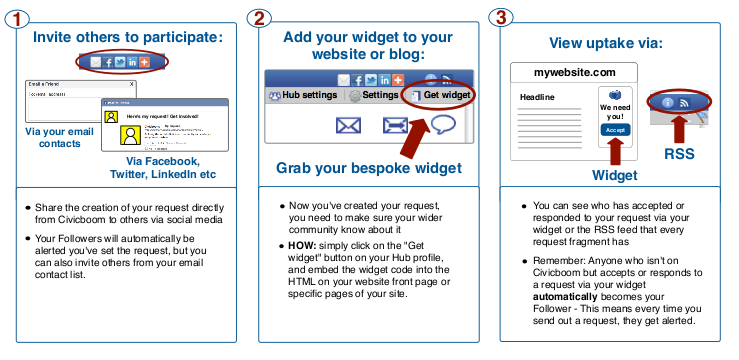 1
Invite others to participate:
Email a Friend
X
Here's my request! Get involved!
Via your email
contacts
Via Facebook,
Twitter, LinkedIn etc
Share the creation of your request directly
from Civicboom to others via social media
Your Followers will automatically be
alerted you've set the request, but you
can also invite others from your email
contact list.
2
Add your widget to your
website or blog:
Hub settings
Settings
Get widget
Grab your bespoke widget
Now you've created your request,
you need to make sure your wider
community know about it
HOW: simply click on the "Get
widget" button on your Hub profile,
and embed the widget code into the
HTML on your website front page or
specific pages of your site.
3
View uptake via:
mywebsite.com
Headline
We need
you!
Accept
Widget
RSS
You can see who has accepted or
responded to your request via your
widget or the RSS feed that every
request fragment has
Remember: Anyone who isn't on
Civicboom but accepts or responds to
a request via your widget
automatically becomes your
Follower - This means every time you
send out a request, they get alerted.